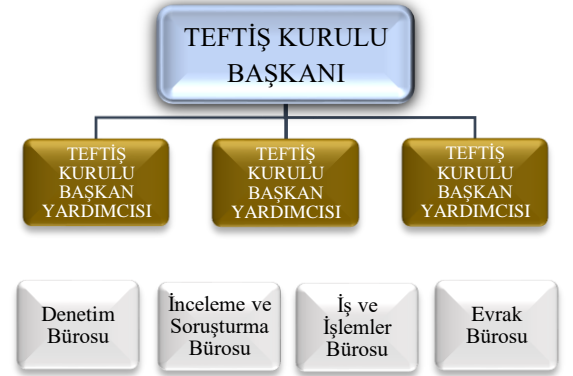 TEFTİŞ KURULU
BAŞKANI
TEFTİŞ
KURULU
BAŞKAN
YARDIMCISI
TEFTİŞ
KURULU
BAŞKAN
YARDIMCISI
TEFTİŞ
KURULU
BAŞKAN
YARDIMCISI
Denetim
Bürosu
İnceleme ve
Soruşturma
Bürosu
İş ve
İşlemler
Bürosu
Evrak
Bürosu